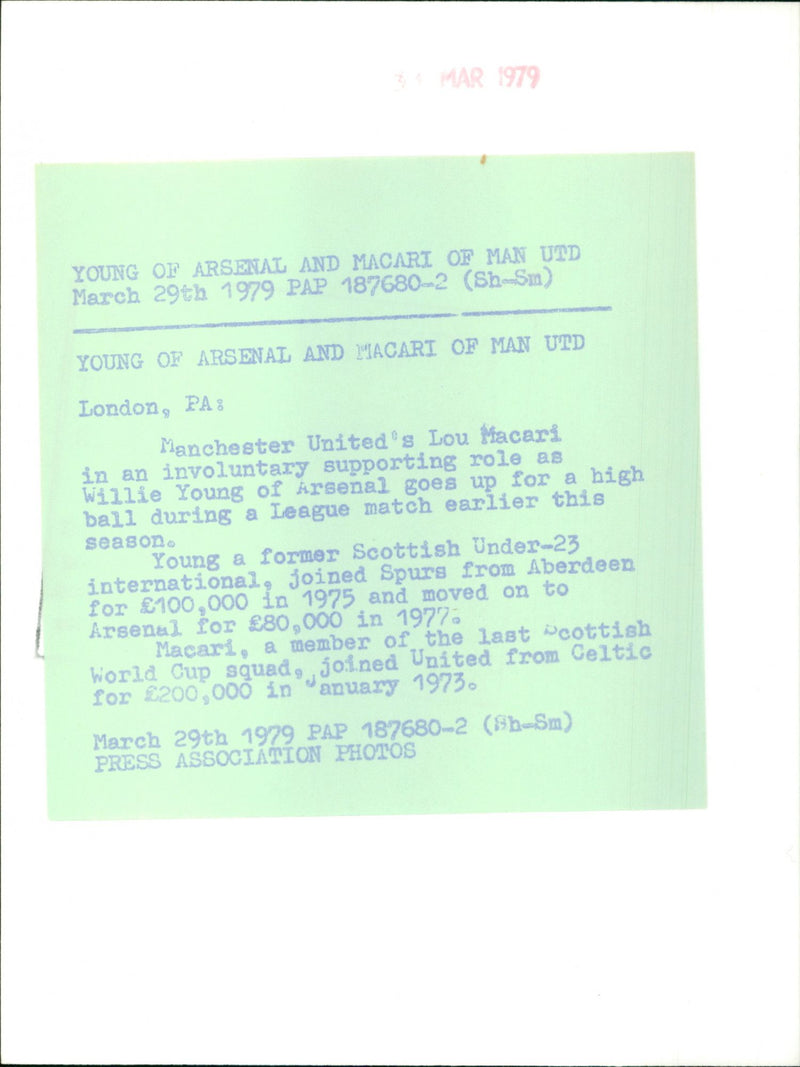 MAR 1979
YOUNG OF ARSENAL AND MACARI OF MAN UTD
March 29th 1979 PAP 187680-2 (Sh-Sm)
YOUNG OF ARSENAL AND MACARI OF MAN UTD
London, PA:
Manchester United's Lou Macari
in an involuntary supporting role as
Willie Young of Arsenal goes up for a high
ball during a League match earlier this
season.
Young a former Scottish Under-23
international, joined Spurs from Aberdeen
for £100,000 in 1975 and moved on to
Arsenal for £80,000 in 1977.
Macari, a member of the last Scottish
World Cup squad, joined United from Celtic
for £200,000 in January 1973.
March 29th 1979 PAP 187680-2 (Sh-Sm)
PRESS ASSOCIATION PHOTOS